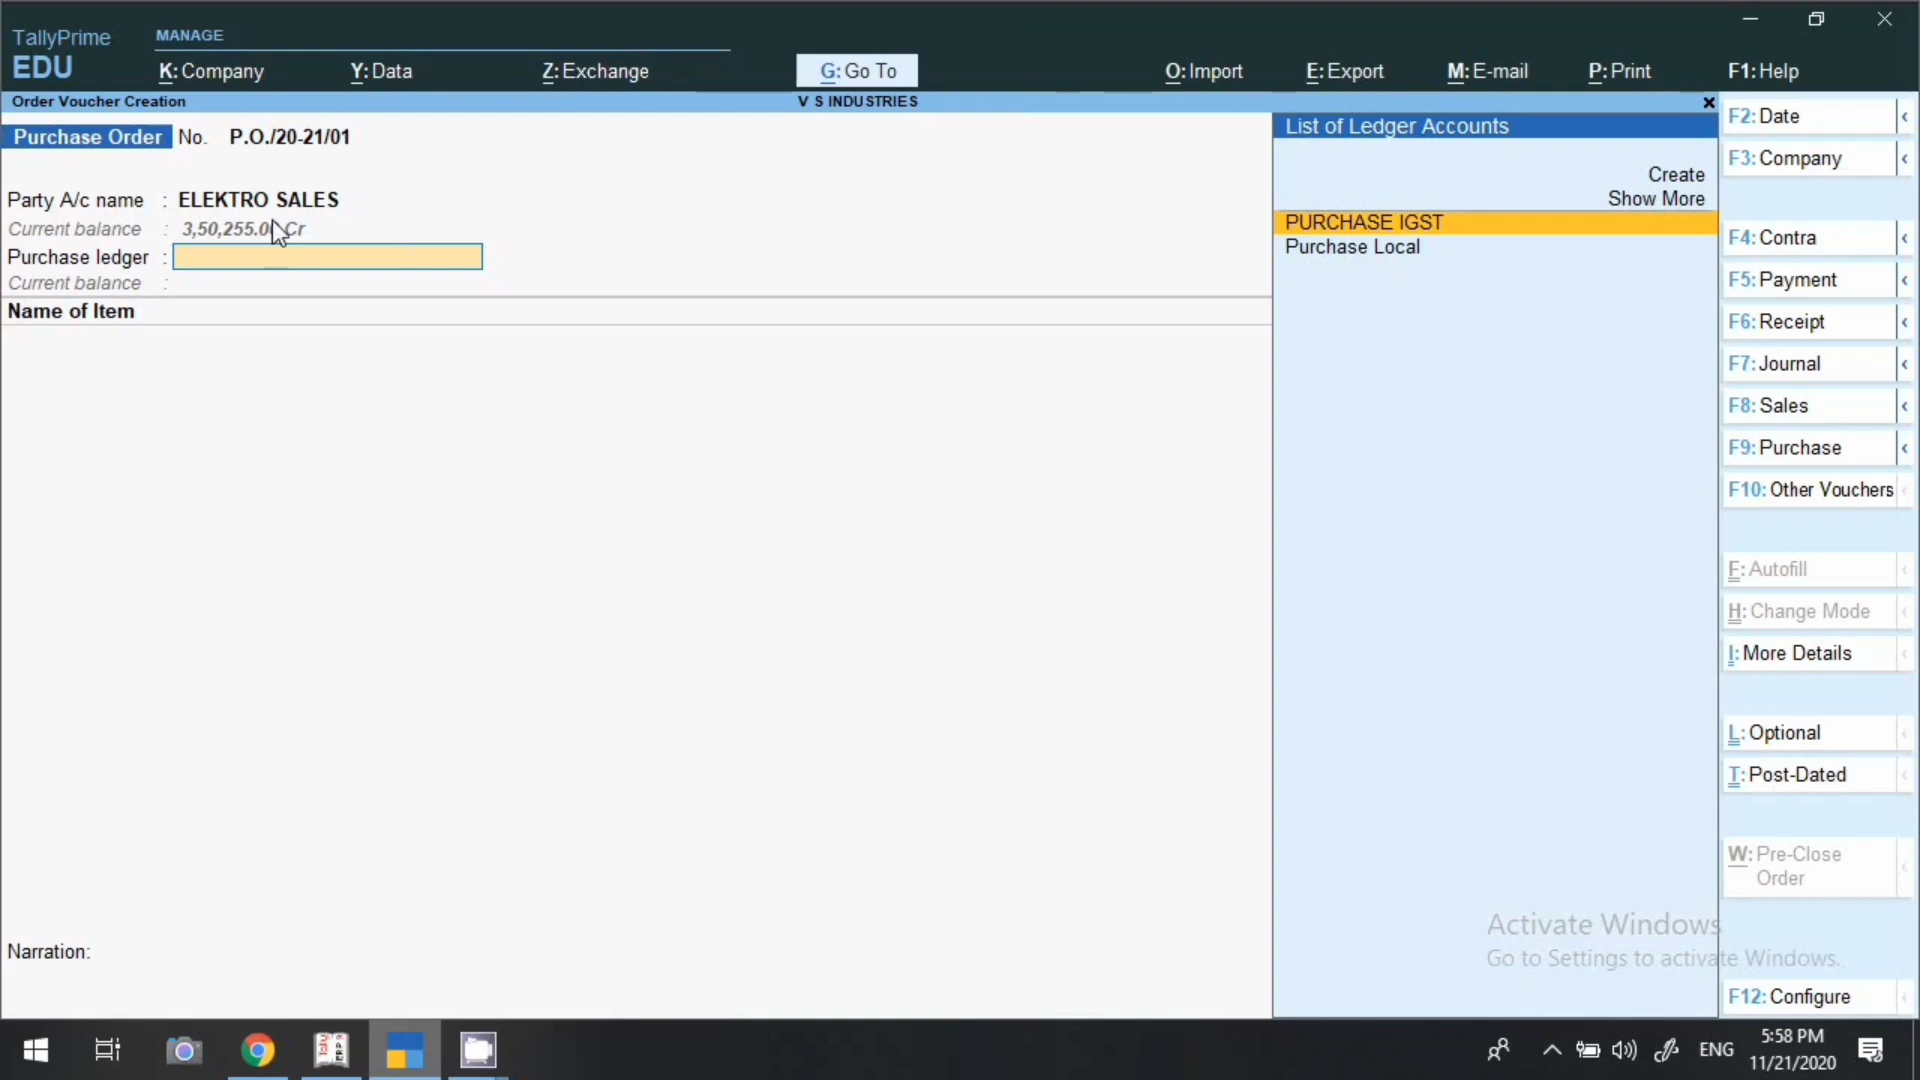 TallyPrime
EDU
MANAGE
K: Company
Y: Data
Z: Exchange
G: Go To
O: Import
E: Export
M: E-mail
P: Print
F1: Help
Order Voucher Creation
V S INDUSTRIES
Purchase Order No. P.O./20-21/01
Party A/c name : ELEKTRO SALES
Current balance : 3,50,255.00 Cr
Purchase ledger :
Current balance :
Name of Item
Narration:
List of Ledger Accounts
Create
Show More
PURCHASE IGST
Purchase Local
F2: Date
F3: Company
F4: Contra
F5: Payment
F6: Receipt
F7: Journal
F8: Sales
F9: Purchase
F10: Other Vouchers
F: Autofill
H: Change Mode
I: More Details
L: Optional
T: Post-Dated
W: Pre-Close
Order
Activate Windows
Go to Settings to activate Windows.
F12: Configure
ENG
5:58 PM
11/21/2020